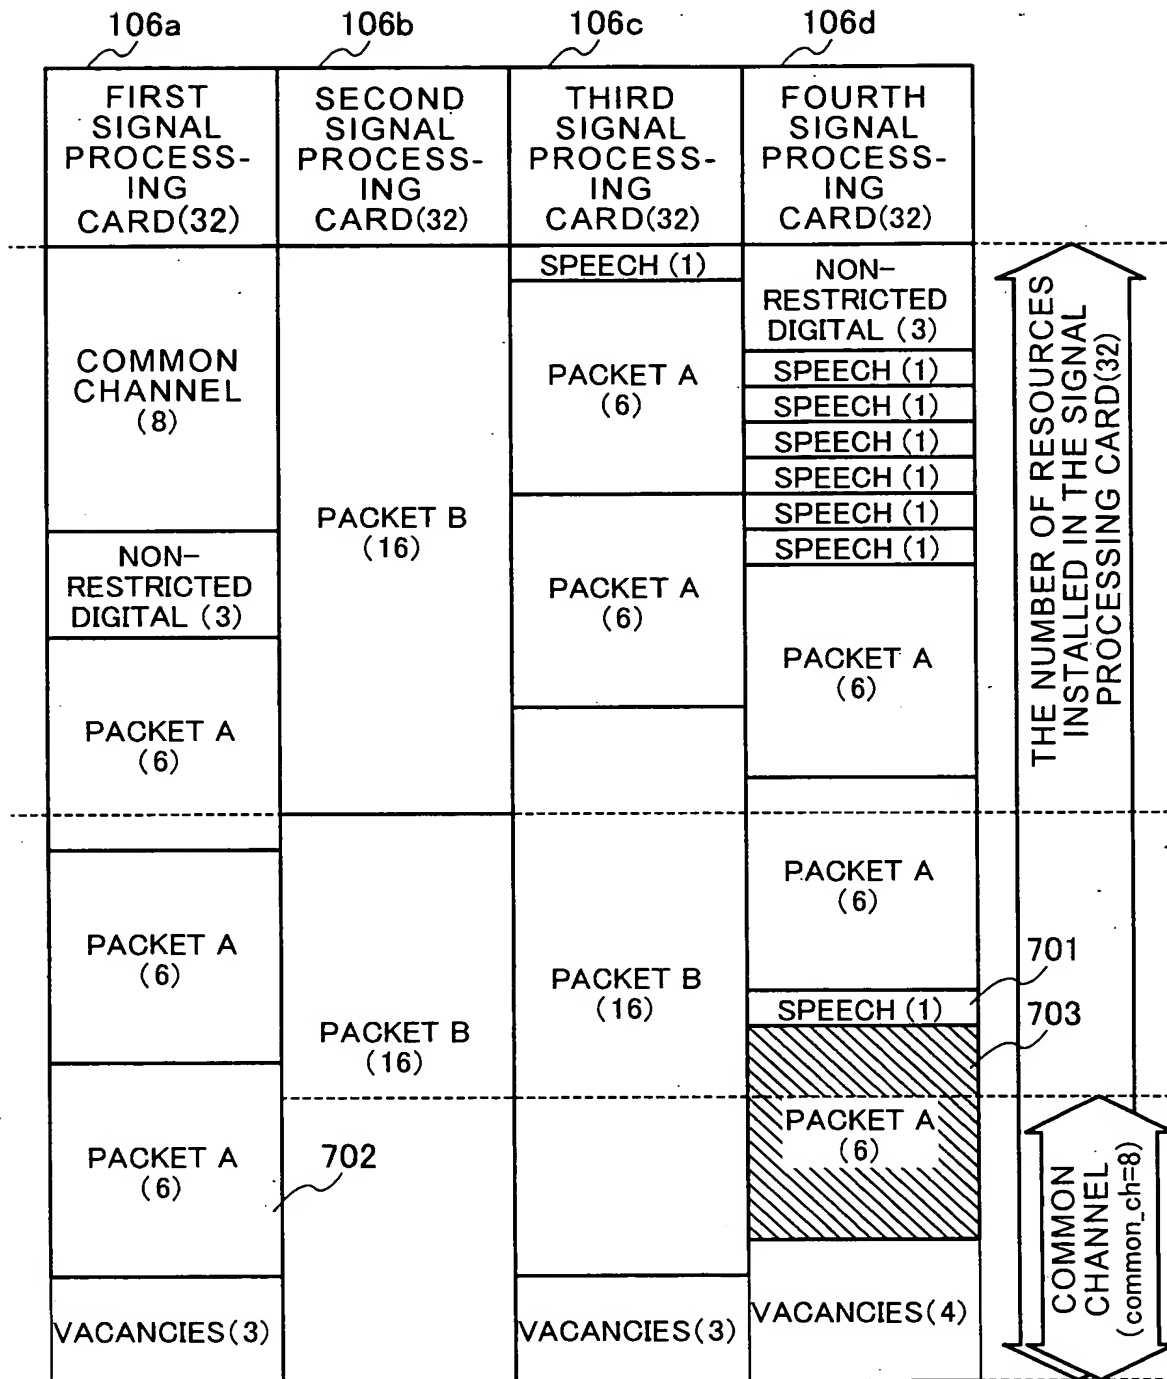 106a
106b
106c
106d
FIRST
SIGNAL
PROCESS-
ING
CARD(32)
SECOND
SIGNAL
PROCESS-
ING
CARD(32)
THIRD
SIGNAL
PROCESS-
ING
CARD(32)
FOURTH
SIGNAL
PROCESS-
ING
CARD(32)
COMMON
CHANNEL
(8)
NON-
RESTRICTED
DIGITAL (3)
PACKET A
(6)
PACKET A
(6)
PACKET A
(6)
702
VACANCIES(3)
PACKET B
(16)
PACKET B
(16)
SPEECH (1)
PACKET A
(6)
PACKET A
(6)
PACKET B
(16)
VACANCIES(3)
NON-
RESTRICTED
DIGITAL (3)
SPEECH (1)
SPEECH (1)
SPEECH (1)
SPEECH (1)
SPEECH (1)
SPEECH (1)
PACKET A
(6)
PACKET A
(6)
SPEECH (1)
701
703
PACKET A
(6)
VACANCIES(4)
THE NUMBER OF RESOURCES
INSTALLED IN THE SIGNAL
PROCESSING CARD(32)
COMMON
CHANNEL
(common_ch=8)